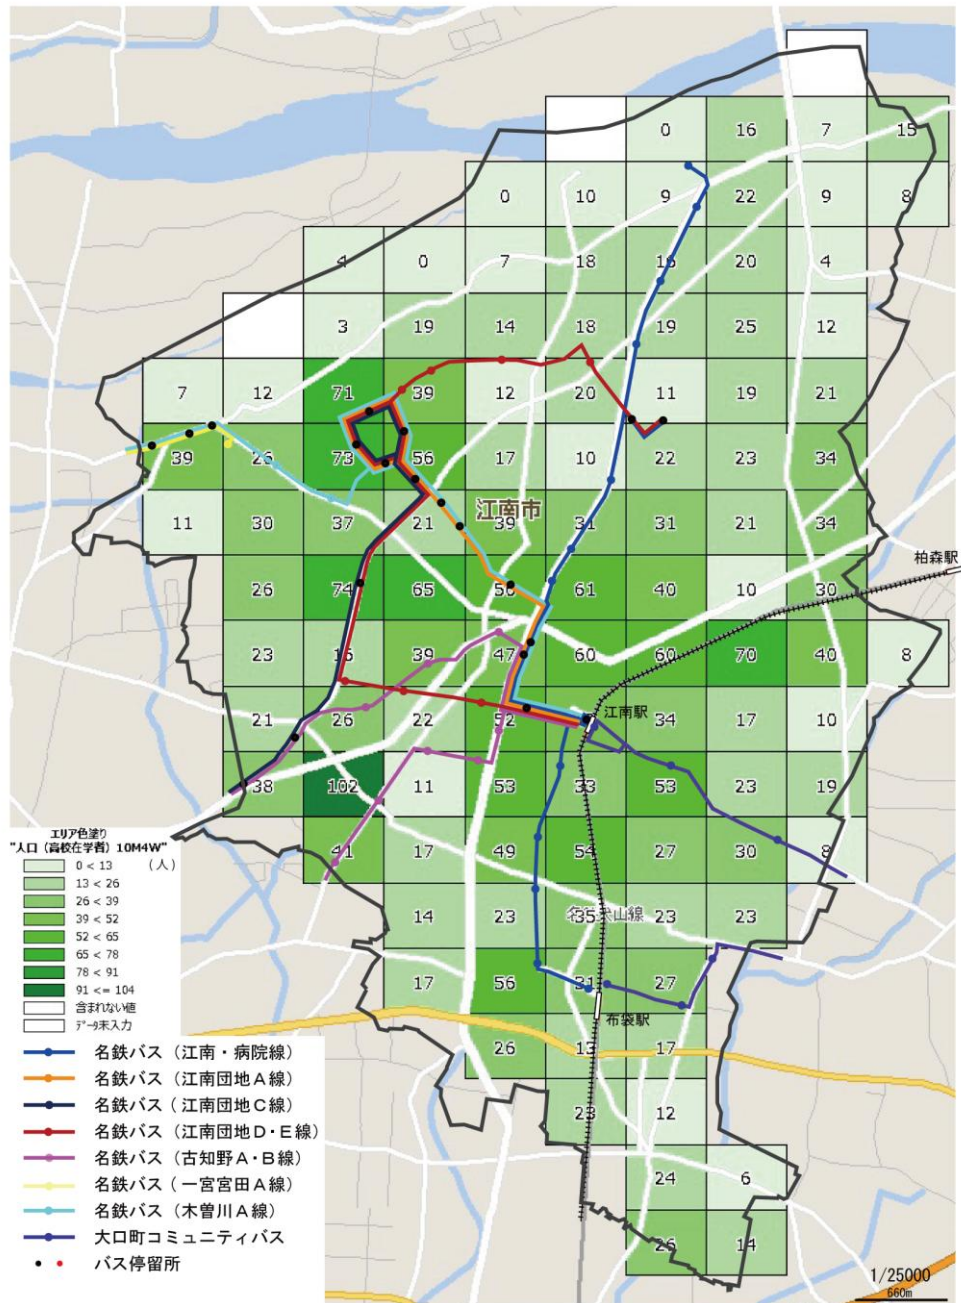 0 16 7 15
0 10 9 22 9 8
4 0 7 18 16 20 4
3 19 14 18 19 25 12
7 12 71 39 12 20 11 19 21
39 26 73 56 17 10 22 23 34
江南市
11 30 37 21 39 31 31 21 34
柏森駅
26 74 65 50 61 40 10 30
23 16 39 47 60 60 70 40 8
江南駅
21 26 22 52 34 17 10
38 102 11 53 33 53 23 19
41 17 49 54 27 30 8
14 23 35 23 23
17 56 31 27
布袋駅
26 13 17
23 12
24 6
26 14
エリア色塗り
"人口（高校在学者）10M4W"
0 < 13 （人）
13 < 26
26 < 39
39 < 52
52 < 65
65 < 78
78 < 91
91 <= 104
含まれない値
データ未入力
名鉄バス（江南・病院線）
名鉄バス（江南団地A線）
名鉄バス（江南団地C線）
名鉄バス（江南団地D・E線）
名鉄バス（古知野A・B線）
名鉄バス（一宮宮田A線）
名鉄バス（木曽川A線）
大口町コミュニティバス
バス停留所
1/25000
660m